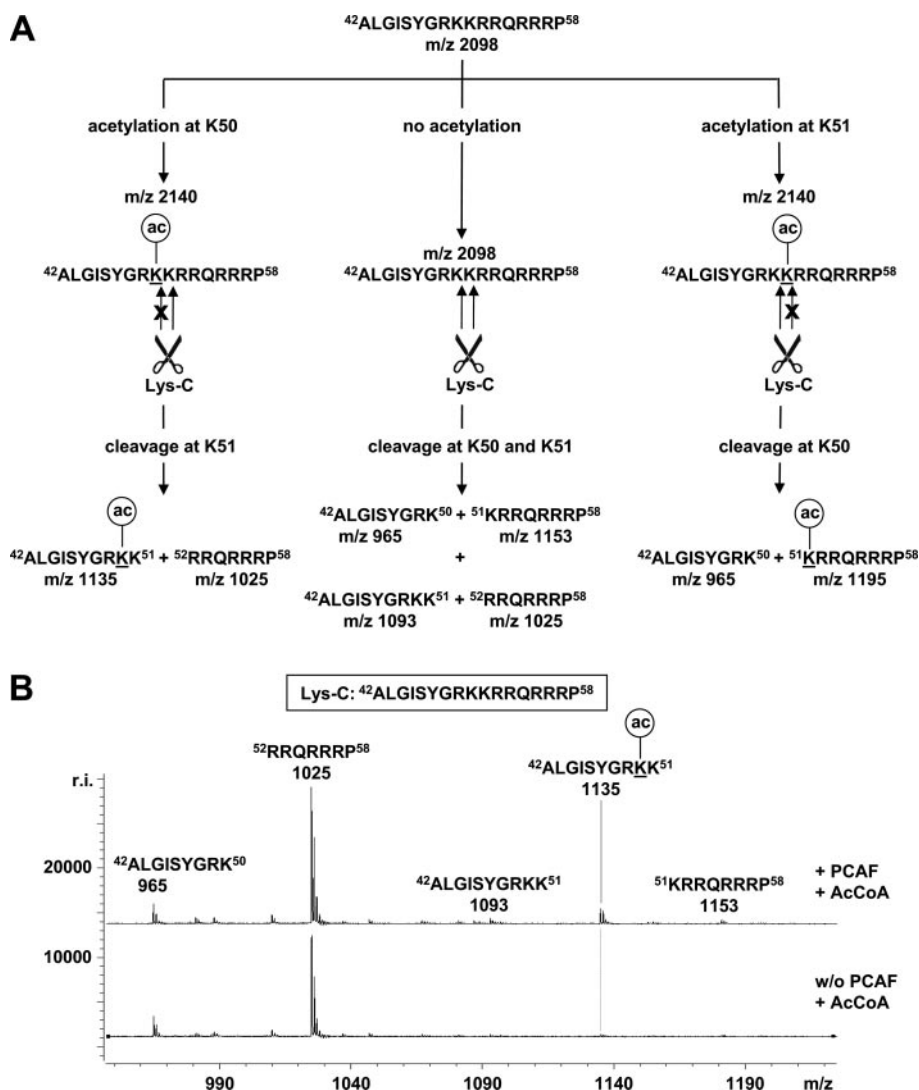 A
⁴²ALGISYGRKKRRQRRRP⁵⁸
m/z 2098
acetylation at K50
no acetylation
acetylation at K51
m/z 2140
m/z 2140
ac
ac
m/z 2098
⁴²ALGISYGRKKRRQRRRP⁵⁸
⁴²ALGISYGRKKRRQRRRP⁵⁸
⁴²ALGISYGRKKRRQRRRP⁵⁸
X
X
Lys-C
Lys-C
Lys-C
cleavage at K51
cleavage at K50 and K51
cleavage at K50
ac
⁴²ALGISYGRKK⁵¹ + ⁵²RRQRRRP⁵⁸
m/z 1135 m/z 1025
⁴²ALGISYGRK⁵⁰ + ⁵¹KRRQRRRP⁵⁸
m/z 965 m/z 1153
+
⁴²ALGISYGRKK⁵¹ + ⁵²RRQRRRP⁵⁸
m/z 1093 m/z 1025
ac
⁴²ALGISYGRK⁵⁰ + ⁵¹KRRQRRRP⁵⁸
m/z 965 m/z 1195
B
Lys-C: ⁴²ALGISYGRKKRRQRRRP⁵⁸
ac
⁵²RRQRRRP⁵⁸
1025
⁴²ALGISYGRKK⁵¹
1135
r.i.
20000
10000
⁴²ALGISYGRK⁵⁰
965
⁴²ALGISYGRKK⁵¹
1093
⁵¹KRRQRRRP⁵⁸
1153
+ PCAF
+ AcCoA
w/o PCAF
+ AcCoA
990 1040 1090 1140 1190 m/z